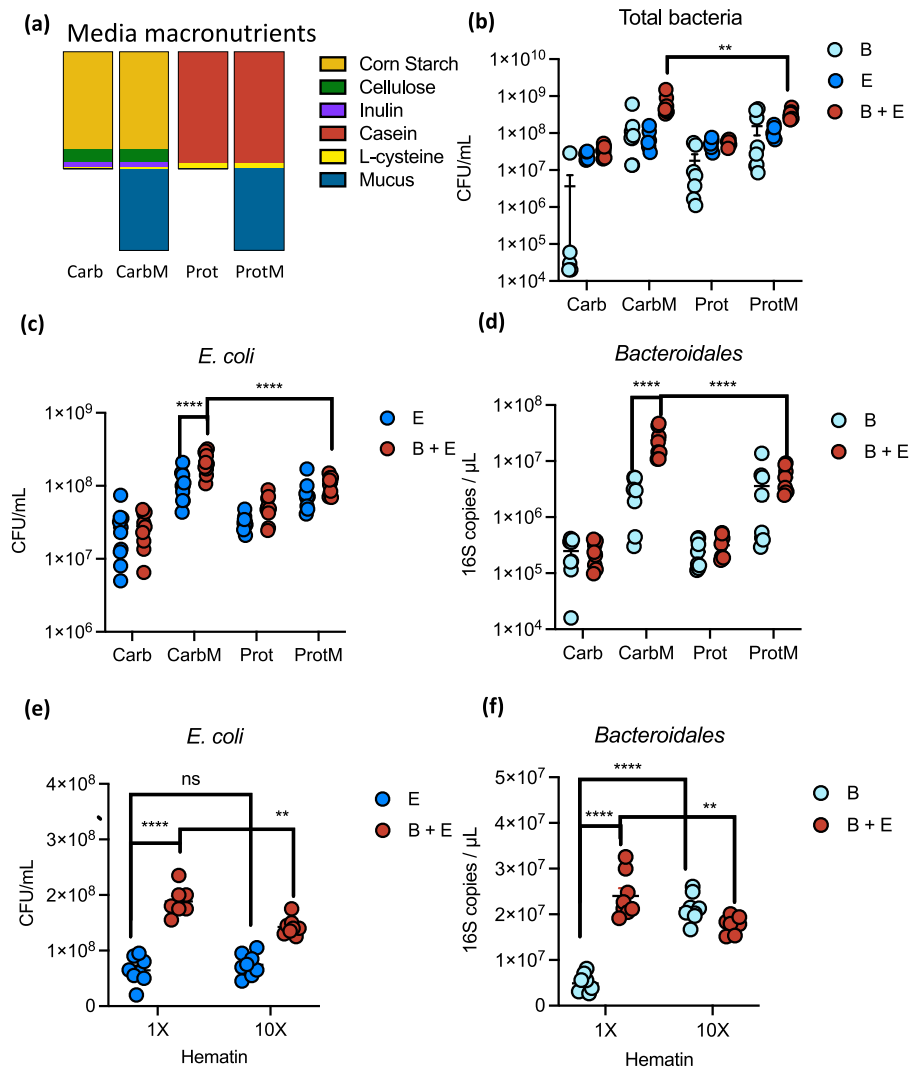 (a)
Media macronutrients
Corn Starch
Cellulose
Inulin
Casein
L-cysteine
Mucus
Carb CarbM Prot ProtM
(b)
Total bacteria
**
B
E
B + E
CFU/mL
1×10¹⁰
1×10⁹
1×10⁸
1×10⁷
1×10⁶
1×10⁵
1×10⁴
Carb CarbM Prot ProtM
(c)
E. coli
****
****
E
B + E
CFU/mL
1×10⁹
1×10⁸
1×10⁷
1×10⁶
Carb CarbM Prot ProtM
(d)
Bacteroidales
**** ****
B
B + E
16S copies / µL
1×10⁸
1×10⁷
1×10⁶
1×10⁵
1×10⁴
Carb CarbM Prot ProtM
(e)
E. coli
ns
**** **
E
B + E
CFU/mL
4×10⁸
3×10⁸
2×10⁸
1×10⁸
0
1X 10X
Hematin
(f)
Bacteroidales
****
**** **
B
B + E
16S copies / µL
5×10⁷
4×10⁷
3×10⁷
2×10⁷
1×10⁷
0
1X 10X
Hematin